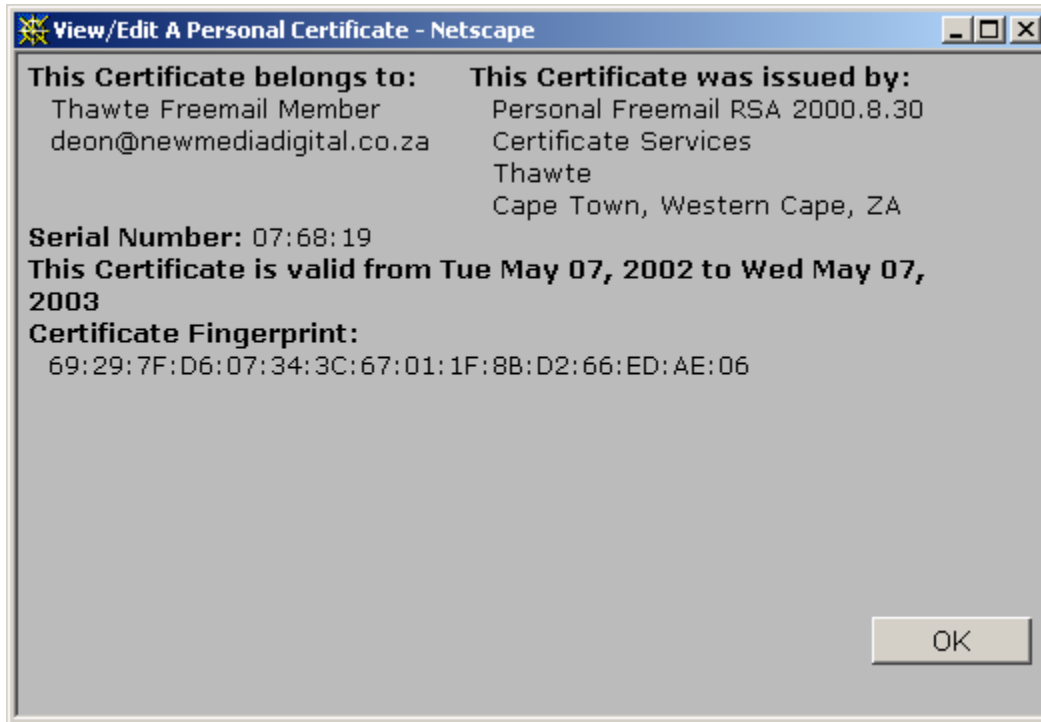 View/Edit A Personal Certificate - Netscape
This Certificate belongs to:
Thawte Freemail Member
deon@newmediadigital.co.za
This Certificate was issued by:
Personal Freemail RSA 2000.8.30
Certificate Services
Thawte
Cape Town, Western Cape, ZA
Serial Number: 07:68:19
This Certificate is valid from Tue May 07, 2002 to Wed May 07,
2003
Certificate Fingerprint:
69:29:7F:D6:07:34:3C:67:01:1F:8B:D2:66:ED:AE:06
OK